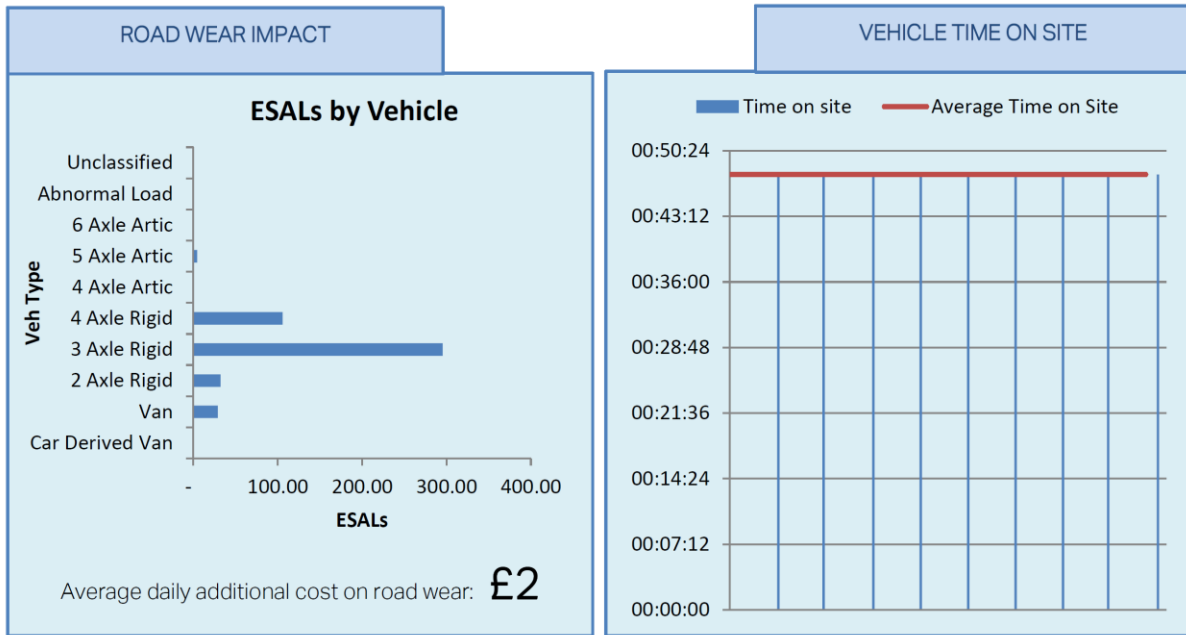 ROAD WEAR IMPACT
ESALs by Vehicle
Veh Type
Unclassified
Abnormal Load
6 Axle Artic
5 Axle Artic
4 Axle Artic
4 Axle Rigid
3 Axle Rigid
2 Axle Rigid
Van
Car Derived Van
- 100.00 200.00 300.00 400.00
ESALs
Average daily additional cost on road wear: £2
VEHICLE TIME ON SITE
Time on site Average Time on Site
00:50:24
00:43:12
00:36:00
00:28:48
00:21:36
00:14:24
00:07:12
00:00:00